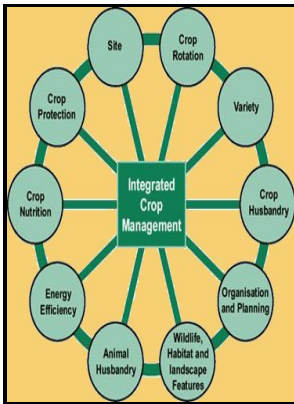 Site
Crop
Rotation
Variety
Crop
Husbandry
Organisation
and Planning
Wildlife,
Habitat and
landscape
Features
Animal
Husbandry
Energy
Efficiency
Crop
Nutrition
Crop
Protection
Integrated
Crop
Management